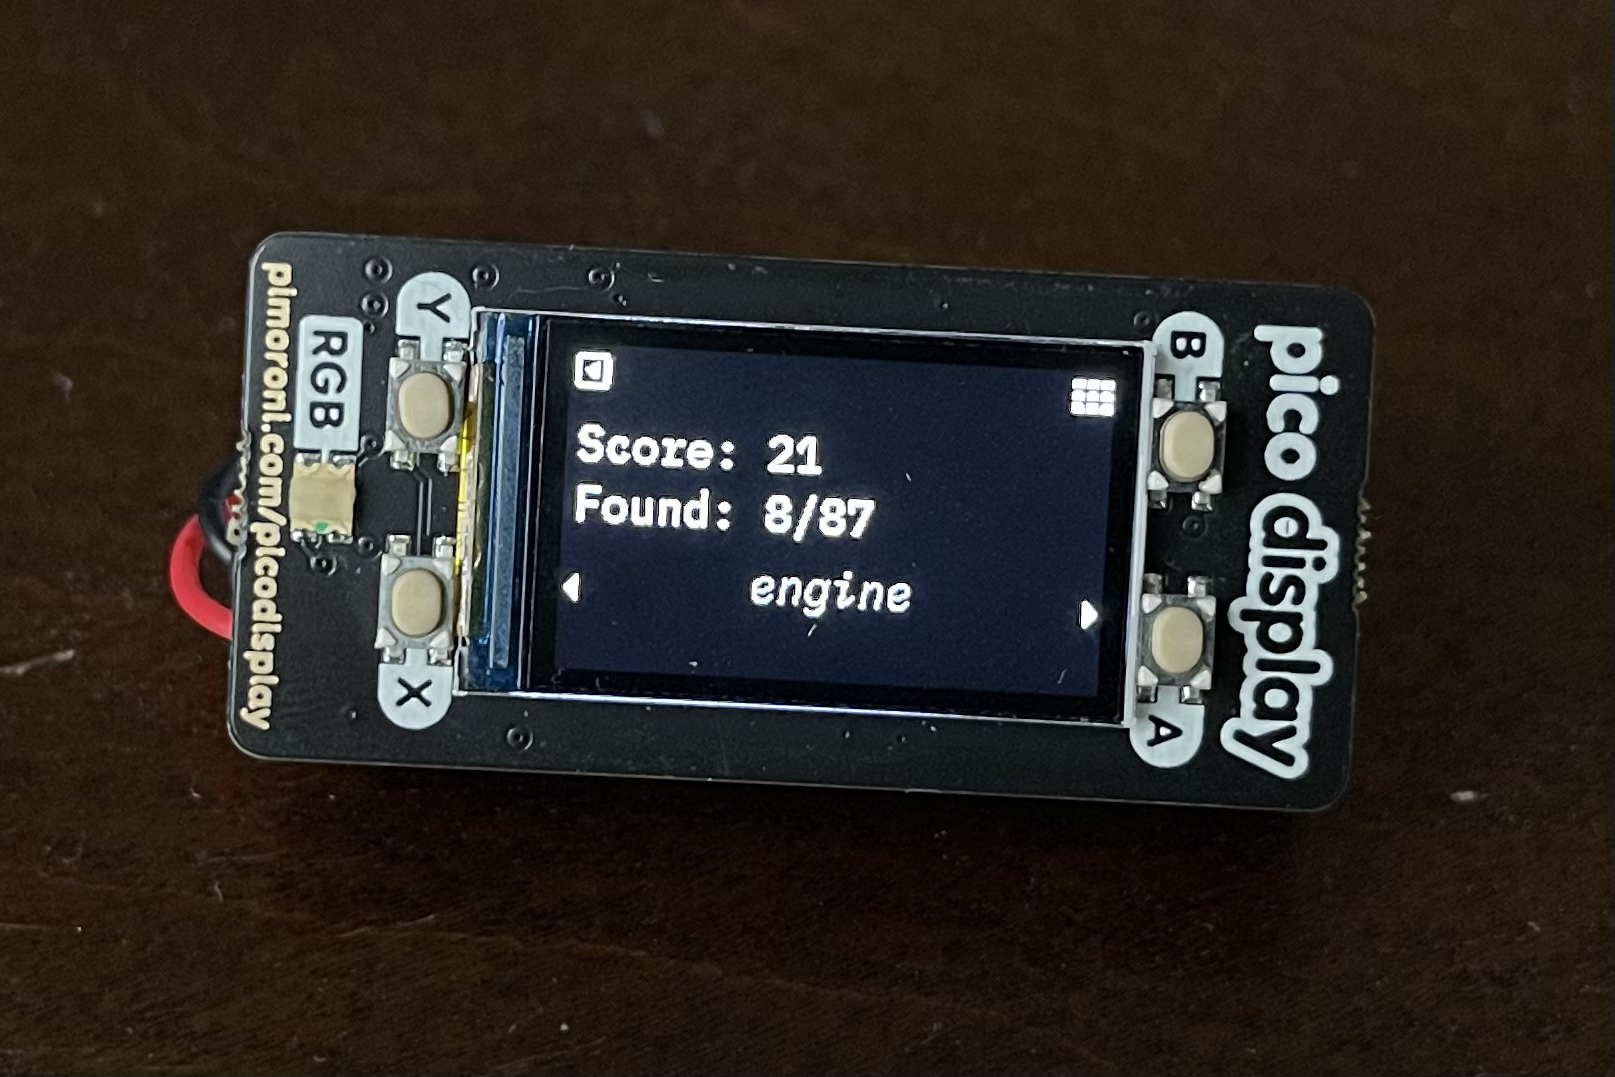 pimoroni.com/picodisplay
RGB
Y
X
Score: 21
Found: 8/87
engine
B
A
pico display